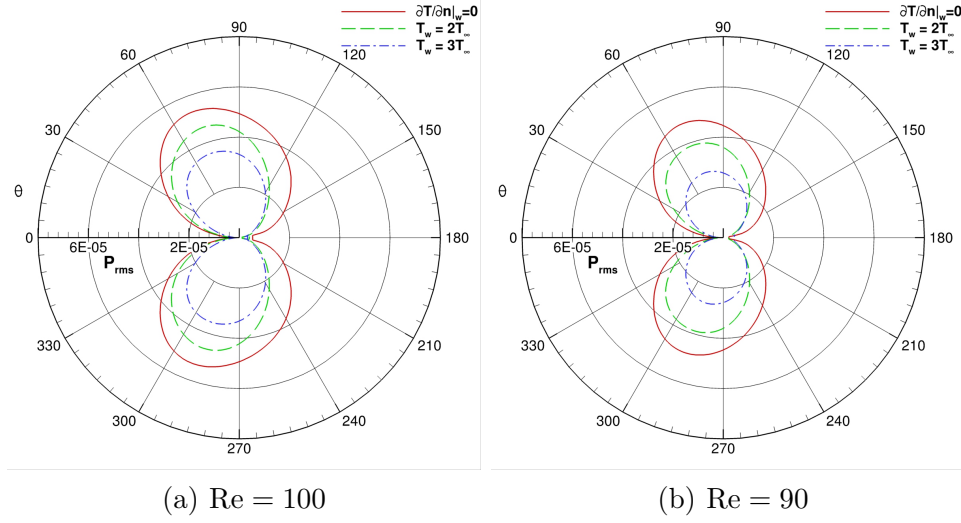 ∂T/∂n|w=0
Tw = 2T∞
Tw = 3T∞
90
60
120
30
150
θ
0
6E-05
2E-05
180
Prms
330
210
300
240
270
∂T/∂n|w=0
Tw = 2T∞
Tw = 3T∞
90
60
120
30
150
θ
0
6E-05
2E-05
180
Prms
330
210
300
240
270
(a) Re = 100
(b) Re = 90